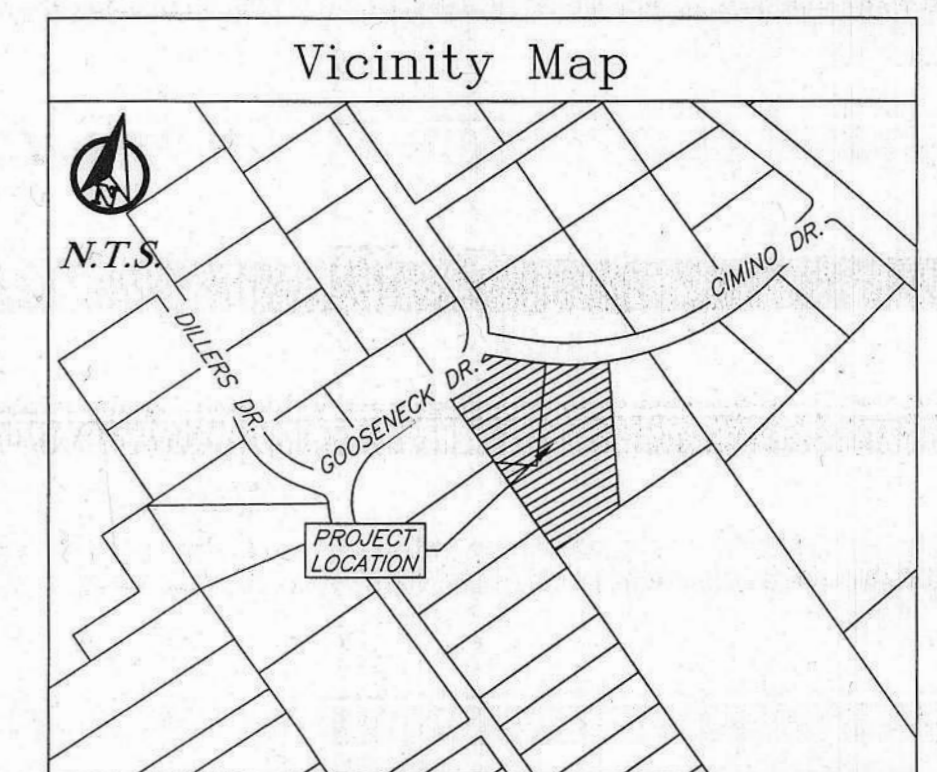 Vicinity Map
N
N.T.S.
CIMINO DR.
DILLERS DR.
GOOSENECK DR.
PROJECT
LOCATION